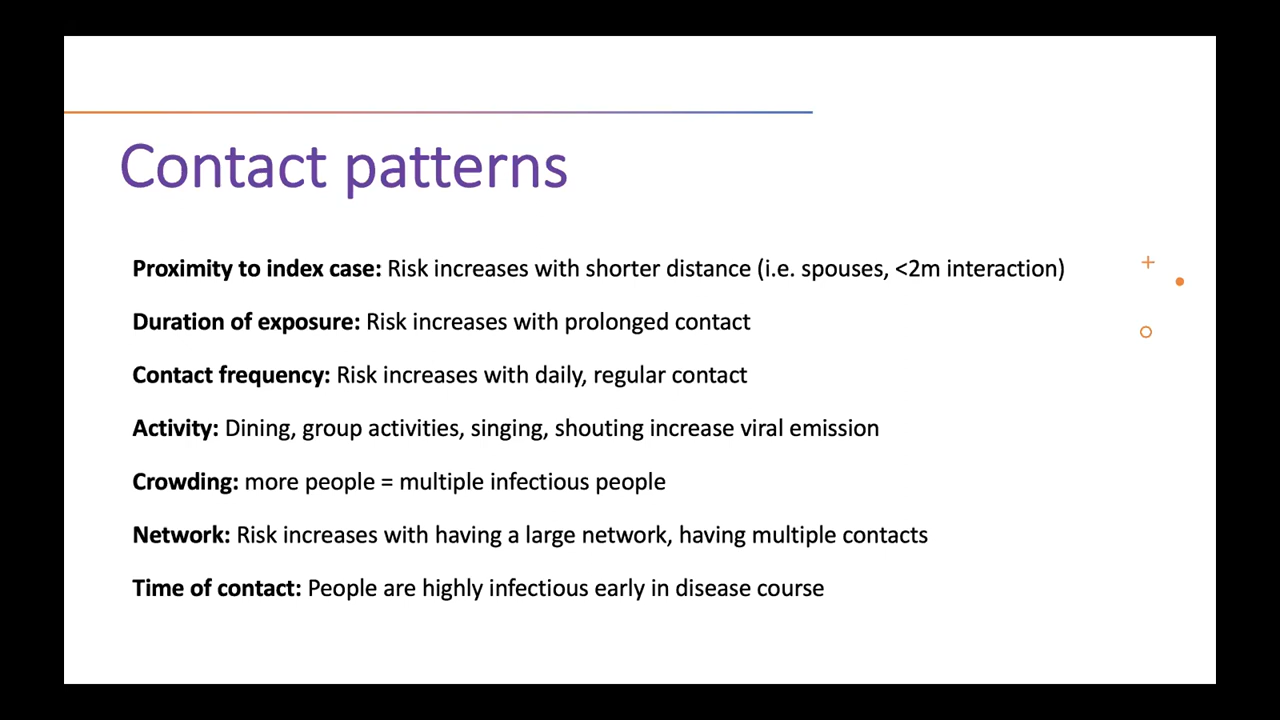 Contact patterns
Proximity to index case: Risk increases with shorter distance (i.e. spouses, <2m interaction)
Duration of exposure: Risk increases with prolonged contact
Contact frequency: Risk increases with daily, regular contact
Activity: Dining, group activities, singing, shouting increase viral emission
Crowding: more people = multiple infectious people
Network: Risk increases with having a large network, having multiple contacts
Time of contact: People are highly infectious early in disease course